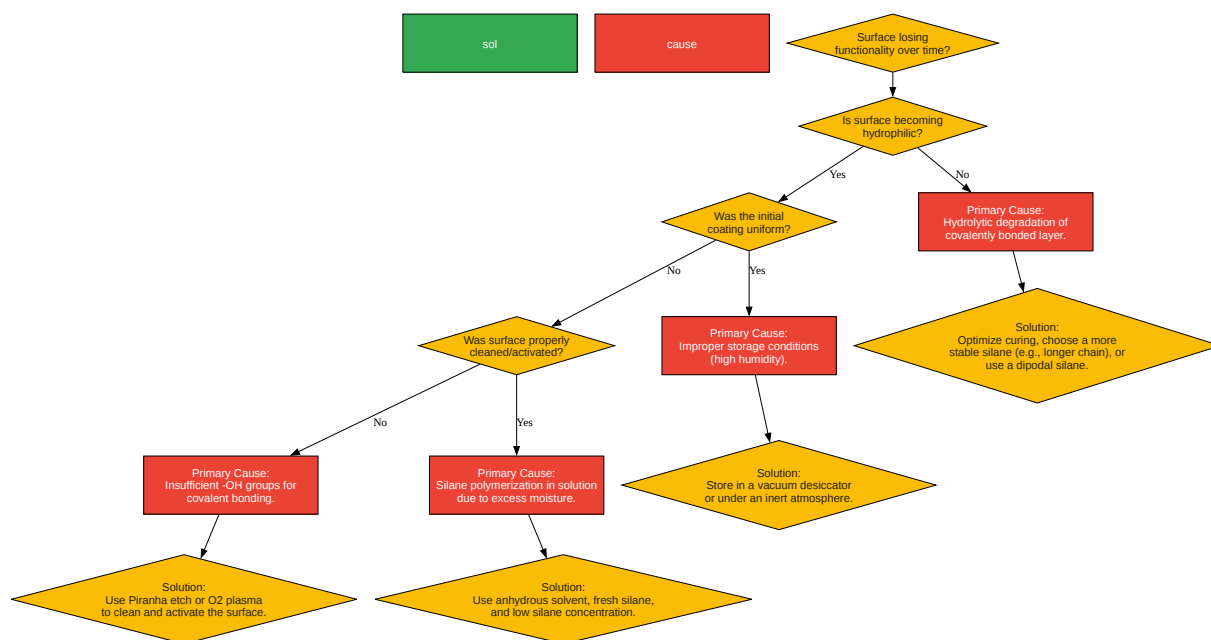 sol
cause
Surface losing
functionality over time?
Is surface becoming
hydrophilic?
Yes
No
Was the initial
coating uniform?
Primary Cause:
Hydrolytic degradation of
covalently bonded layer.
No
Yes
Was surface properly
cleaned/activated?
Primary Cause:
Improper storage conditions
(high humidity).
Solution:
Optimize curing, choose a more
stable silane (e.g., longer chain), or
use a dipodal silane.
No
Yes
Primary Cause:
Insufficient -OH groups for
covalent bonding.
Primary Cause:
Silane polymerization in solution
due to excess moisture.
Solution:
Store in a vacuum desiccator
or under an inert atmosphere.
Solution:
Use Piranha etch or O2 plasma
to clean and activate the surface.
Solution:
Use anhydrous solvent, fresh silane,
and low silane concentration.